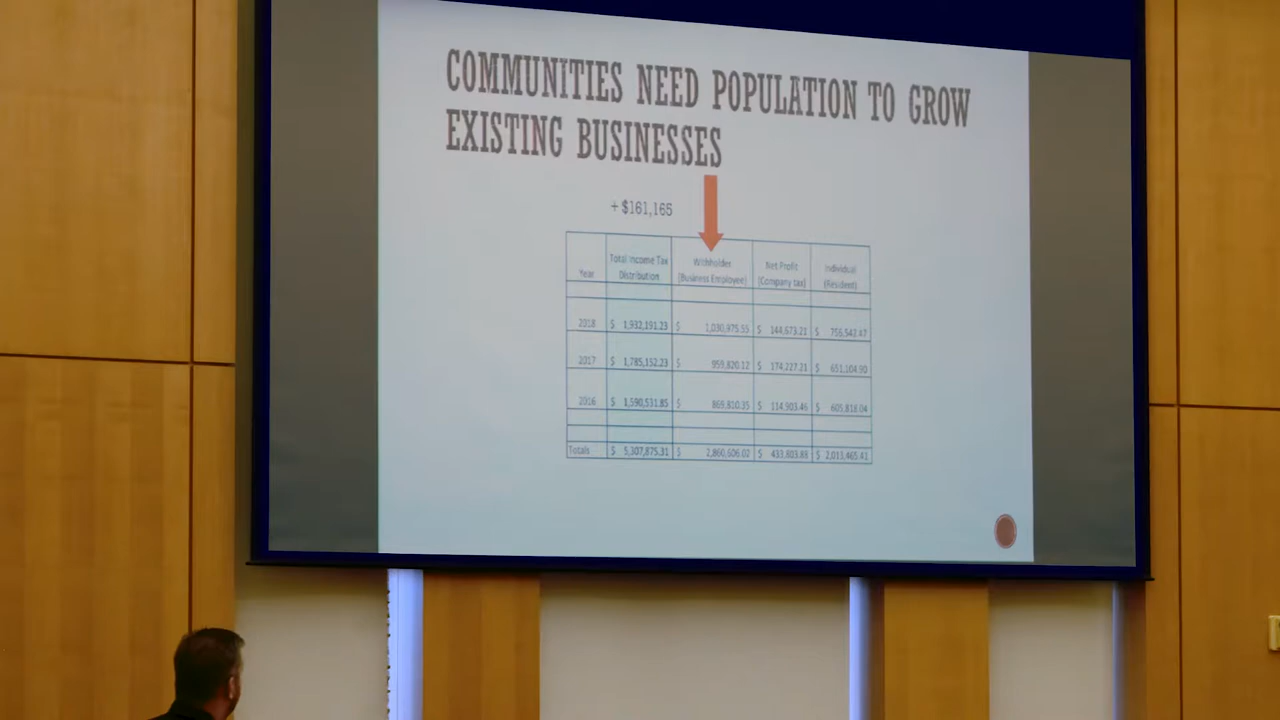 COMMUNITIES NEED POPULATION TO GROW
EXISTING BUSINESSES
+ $161,165
Year Total Income Tax Distribution Withholder (Business Employee) Net Profit (Company tax) Individual (Resident)
2018 $ 1,932,191.23 $ 1,030,975.55 $ 144,673.21 $ 756,542.47
2017 $ 1,785,152.23 $ 959,820.12 $ 174,227.21 $ 651,104.90
2016 $ 1,590,531.85 $ 869,810.35 $ 114,903.46 $ 605,818.04
Totals $ 5,307,875.31 $ 2,860,606.02 $ 433,803.88 $ 2,013,465.41